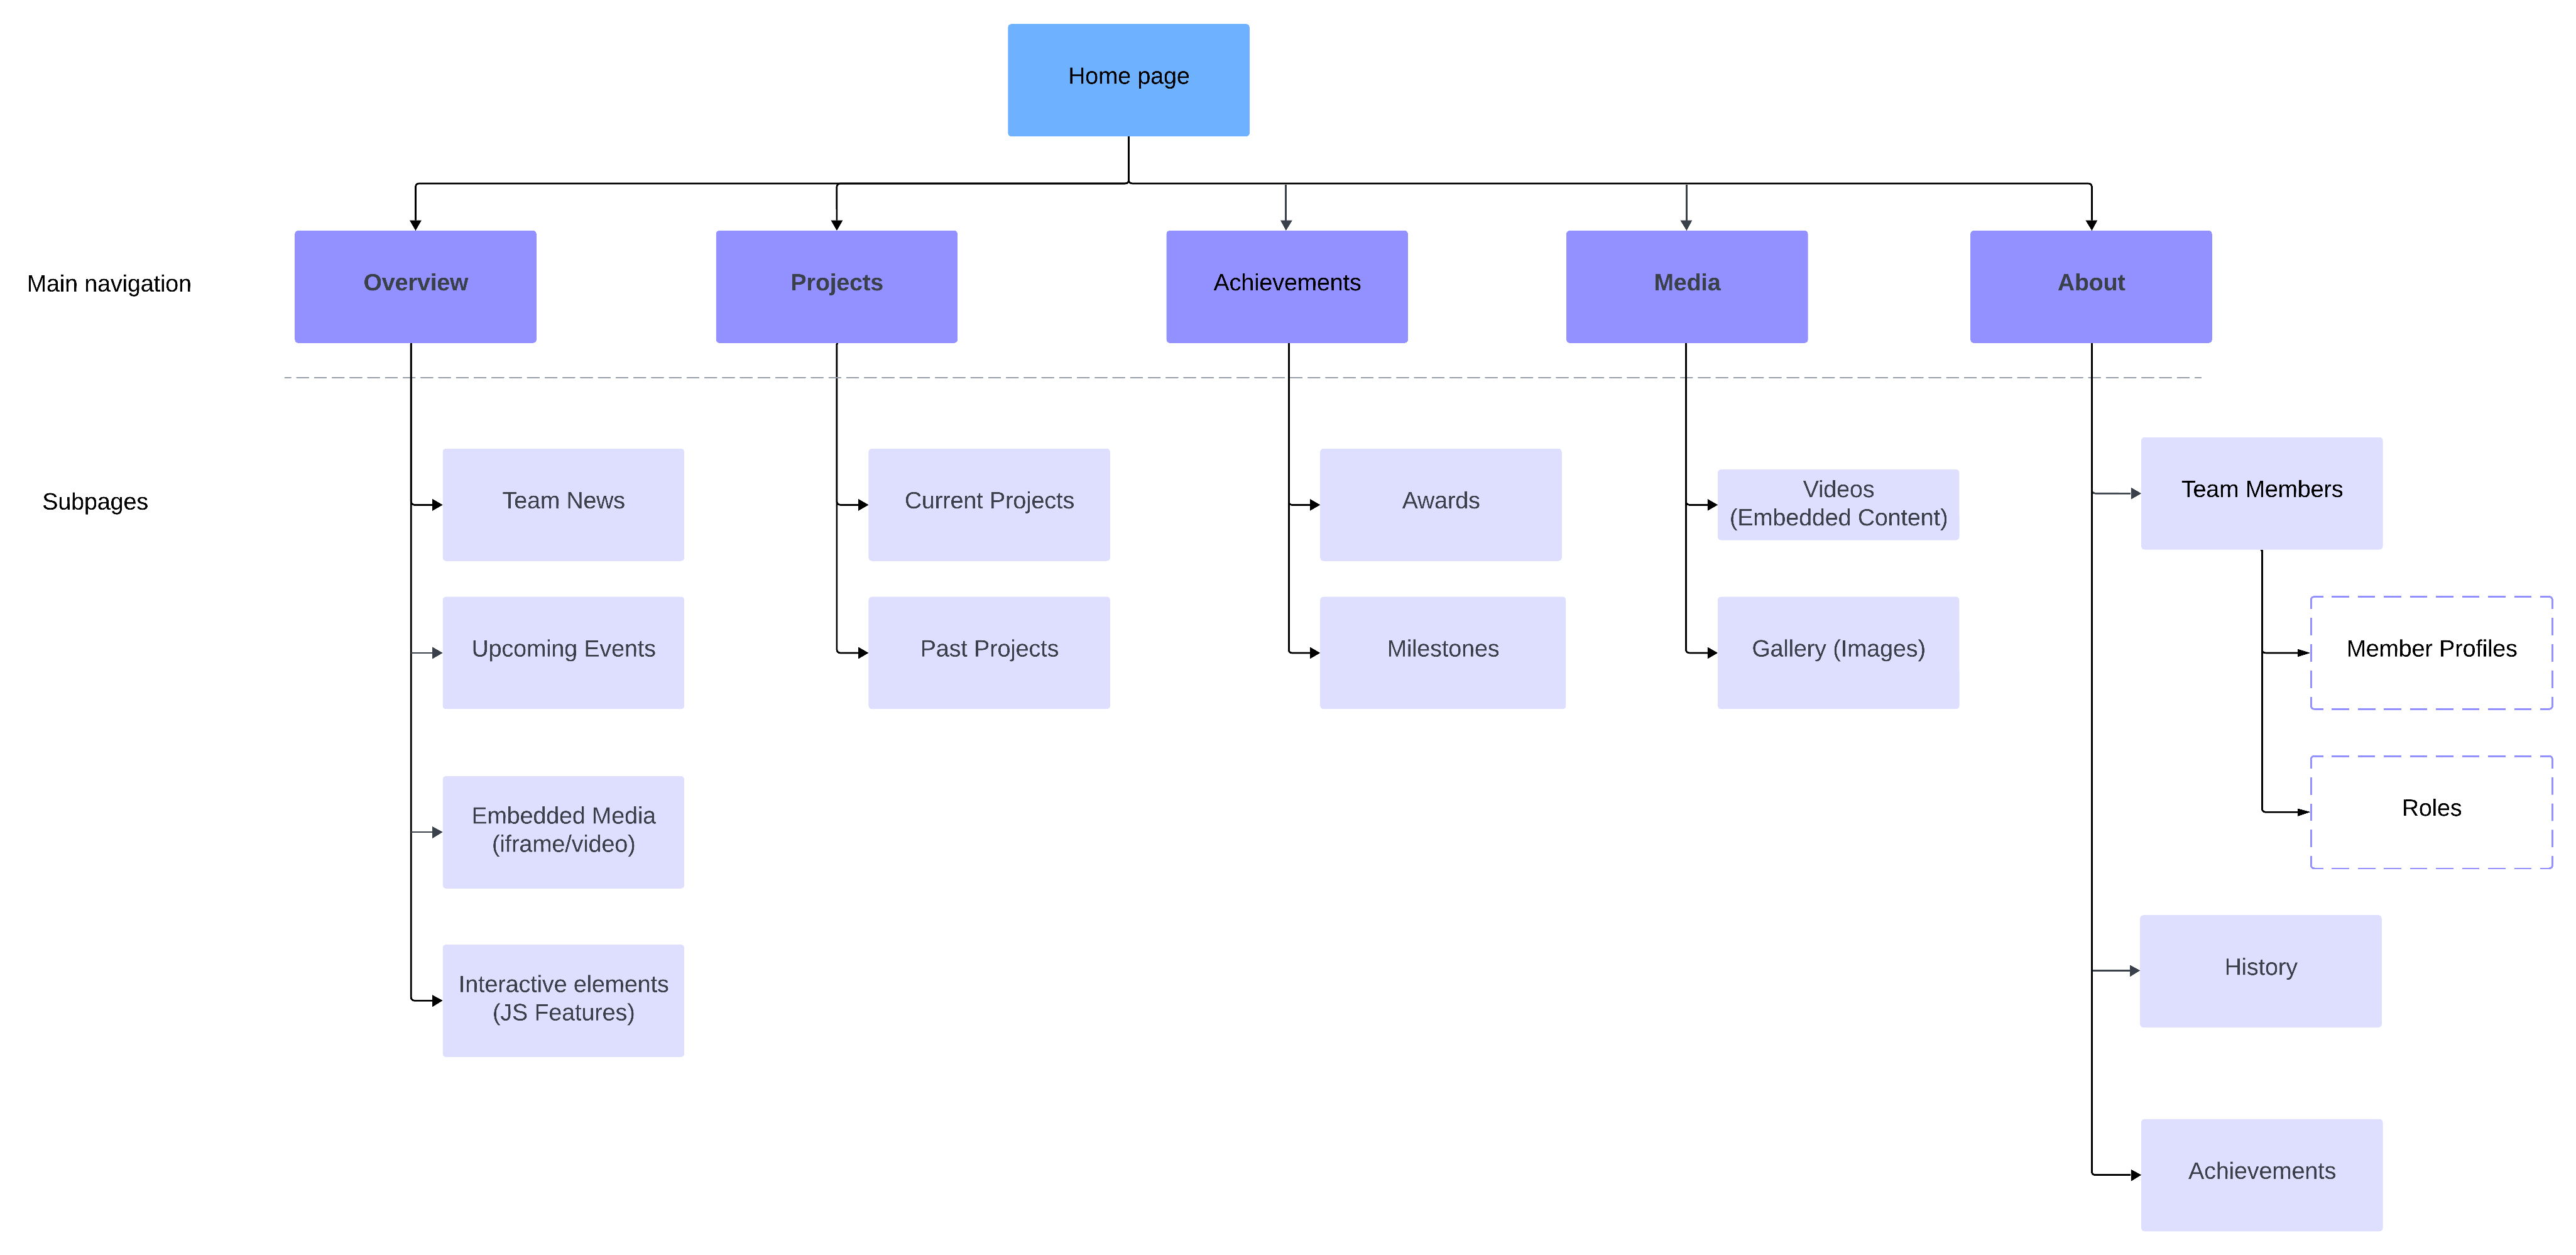 Home page
Main navigation
Overview
Projects
Achievements
Media
About
Subpages
Team News
Current Projects
Awards
Videos
(Embedded Content)
Team Members
Upcoming Events
Past Projects
Milestones
Gallery (Images)
Member Profiles
Embedded Media
(iframe/video)
Roles
Interactive elements
(JS Features)
History
Achievements